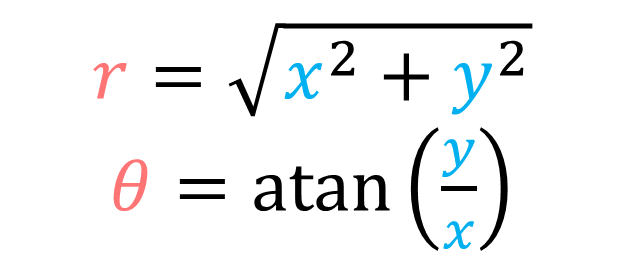 r = √(x² + y²)
θ = atan(y/x)